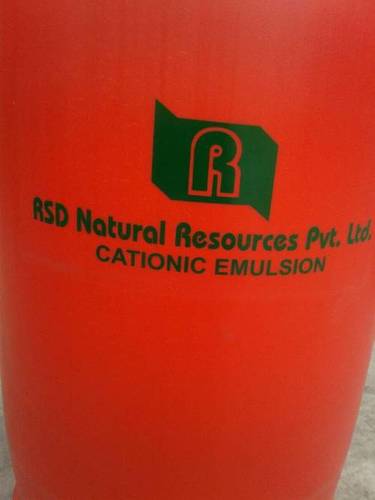 R
RSD Natural Resources Pvt. Ltd.
CATIONIC EMULSION